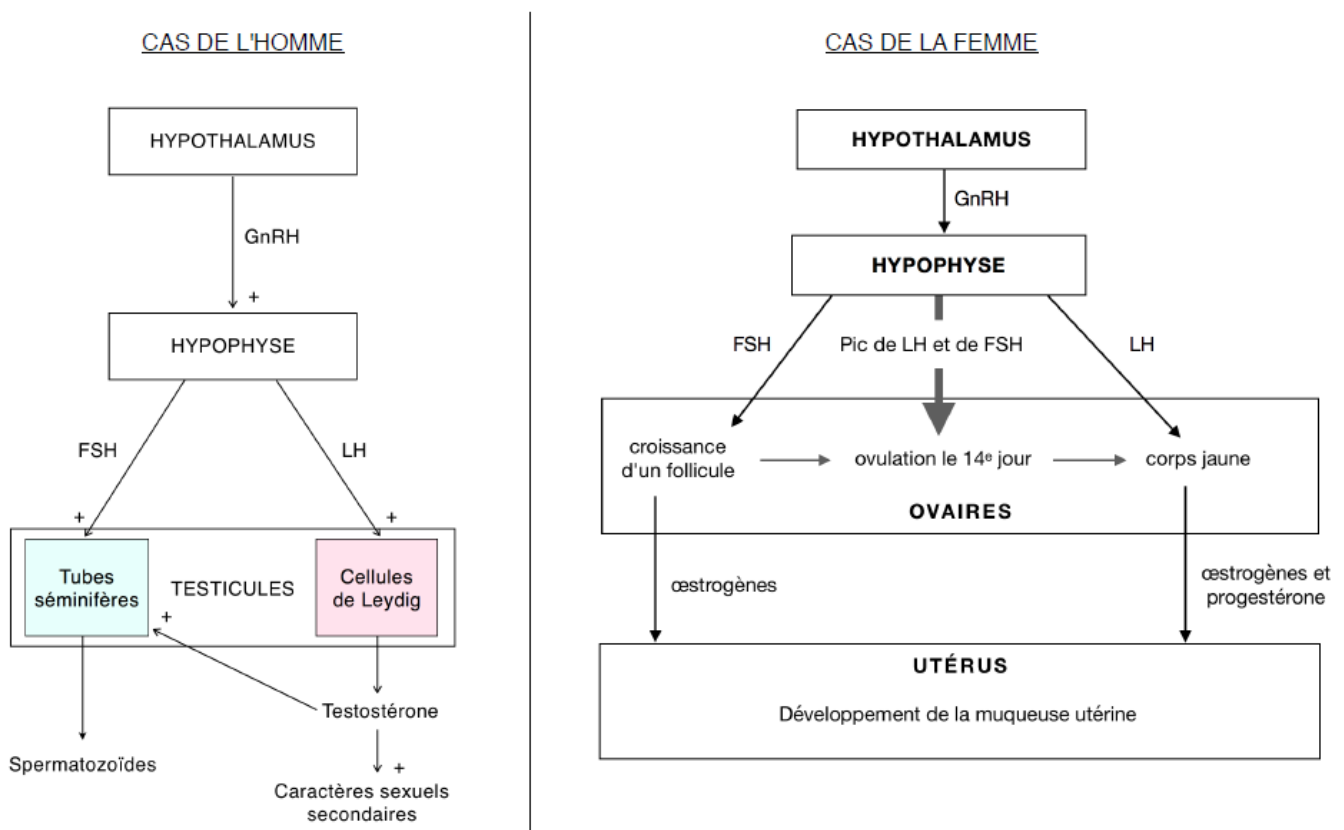 CAS DE L'HOMME
HYPOTHALAMUS
GnRH
+
HYPOPHYSE
FSH
LH
+
+
Tubes
séminifères
TESTICULES
Cellules
de Leydig
+
Testostérone
Spermatozoïdes
+
Caractères sexuels
secondaires
CAS DE LA FEMME
HYPOTHALAMUS
GnRH
HYPOPHYSE
FSH
Pic de LH et de FSH
LH
croissance
d'un follicule
ovulation le 14e jour
corps jaune
OVAIRES
œstrogènes
œstrogènes et
progestérone
UTÉRUS
Développement de la muqueuse utérine